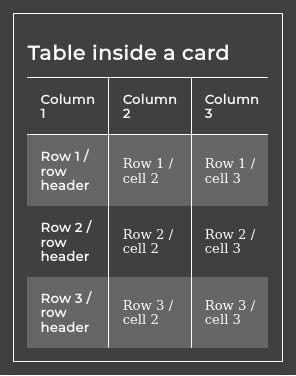 Table inside a card
Column Column Column
1 2 3
Row 1 / row header Row 1 / cell 2 Row 1 / cell 3
Row 2 / row header Row 2 / cell 2 Row 2 / cell 3
Row 3 / row header Row 3 / cell 2 Row 3 / cell 3